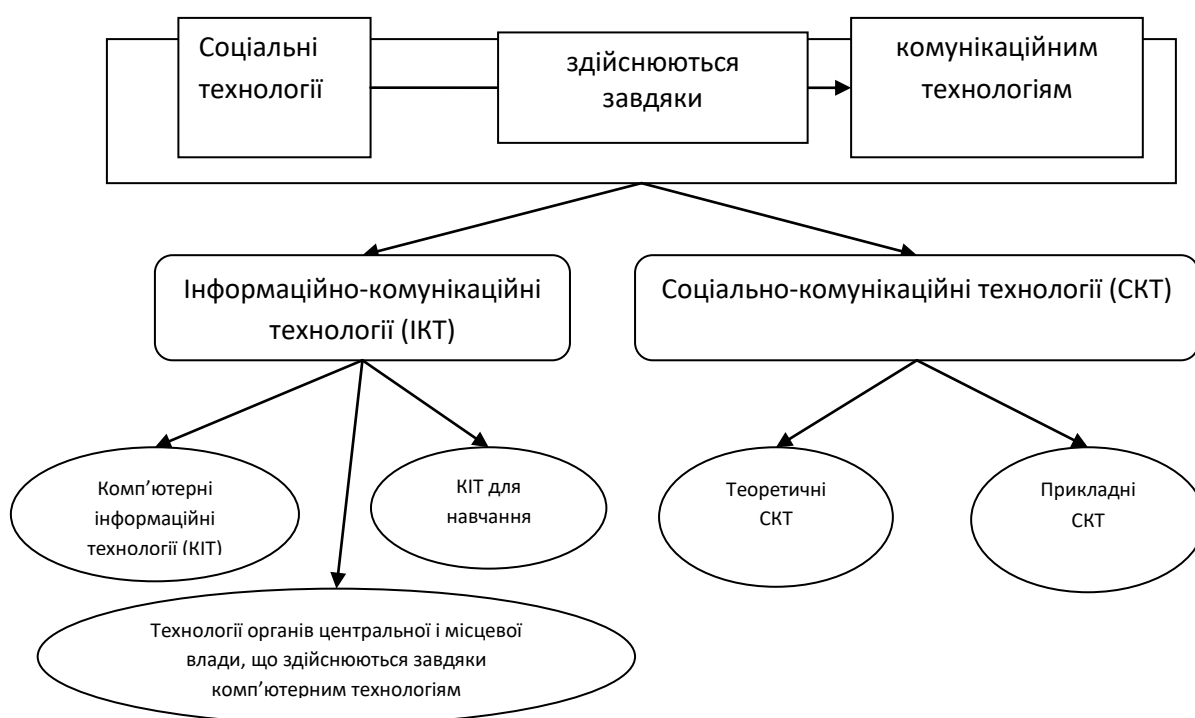 Соціальні
технології
здійснюються
завдяки
комунікаційним
технологіям
Інформаційно-комунікаційні
технології (ІКТ)
Соціально-комунікаційні технології (СКТ)
Комп’ютерні
інформаційні
технології (КІТ)
КІТ для
навчання
Теоретичні
СКТ
Прикладні
СКТ
Технології органів центральної і місцевої
влади, що здійснюються завдяки
комп’ютерним технологіям